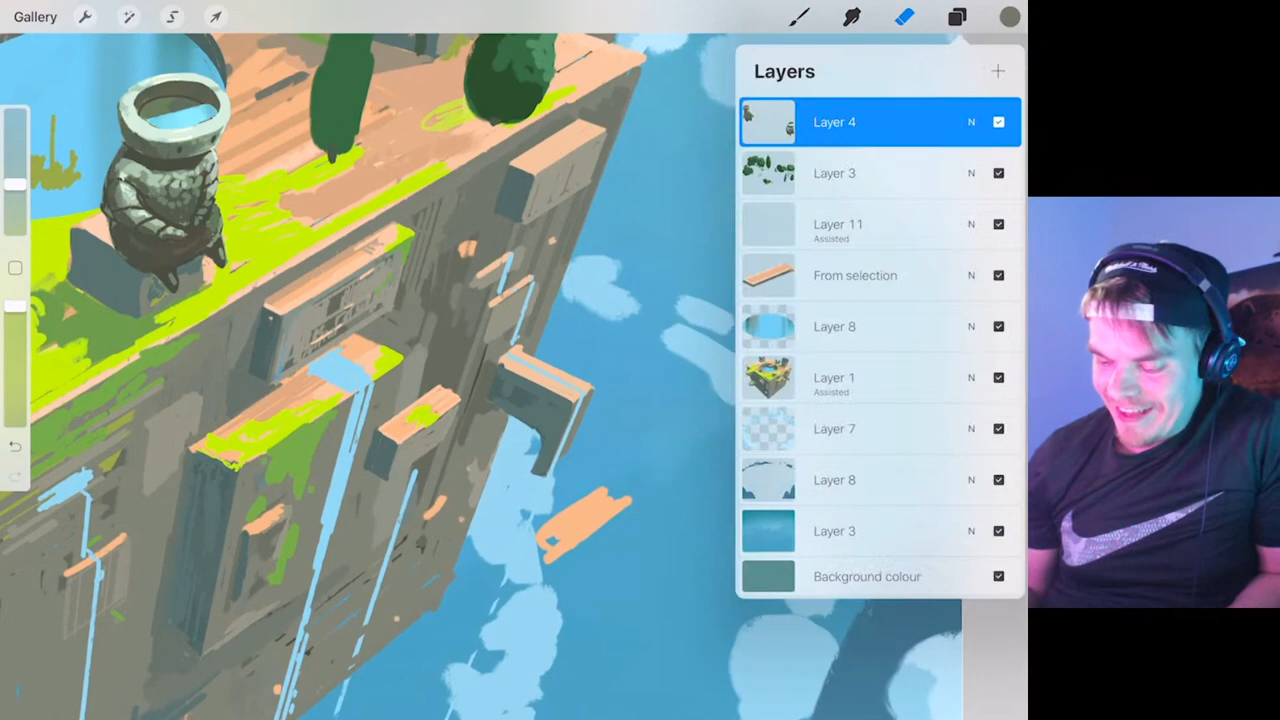 Gallery
Layers
Layer 4
N
Layer 3
N
Layer 11
N
Assisted
From selection
N
Layer 8
N
Layer 1
N
Assisted
Layer 7
N
Layer 8
N
Layer 3
N
Background colour